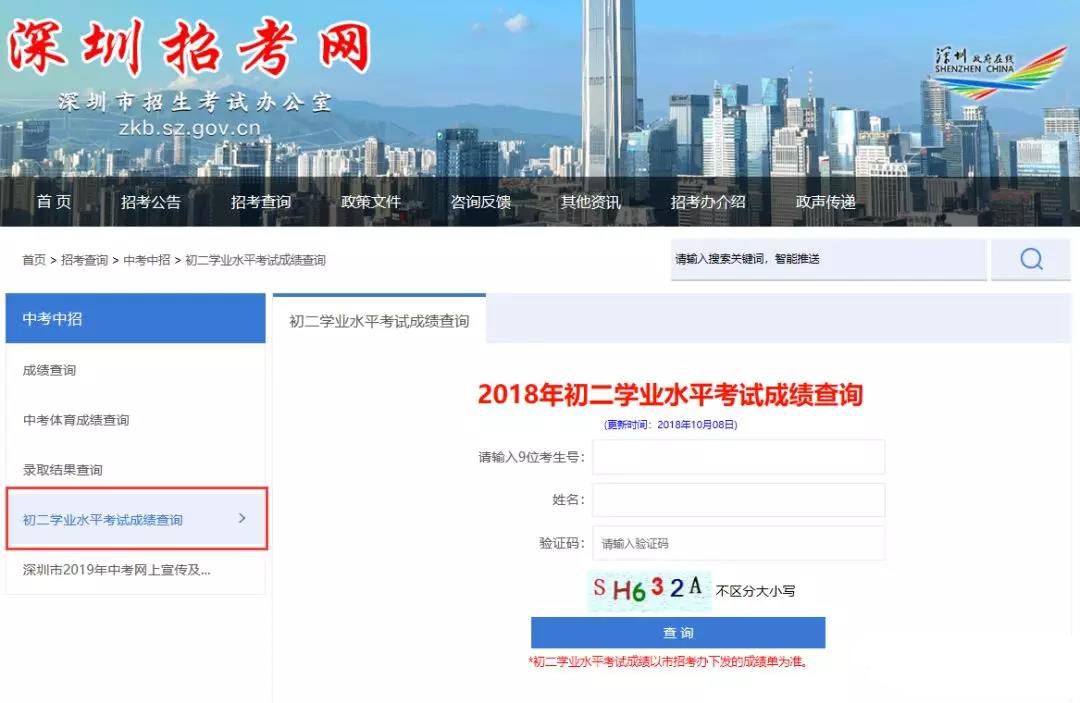 深圳招考网
深圳市招生考试办公室
zkb.sz.gov.cn
深圳 政府在线
SHENZHEN CHINA
首 页 招考公告 招考查询 政策文件 咨询反馈 其他资讯 招考办介绍 政声传递
首页 > 招考查询 > 中考中招 > 初二学业水平考试成绩查询
请输入搜索关键词，智能推送
中考中招
成绩查询
中考体育成绩查询
录取结果查询
初二学业水平考试成绩查询 >
深圳市2019年中考网上宣传及...
初二学业水平考试成绩查询
2018年初二学业水平考试成绩查询
(更新时间：2018年10月08日)
请输入9位考生号：
姓名：
验证码： 请输入验证码
SH632A 不区分大小写
查 询
*初二学业水平考试成绩以市招考办下发的成绩单为准。